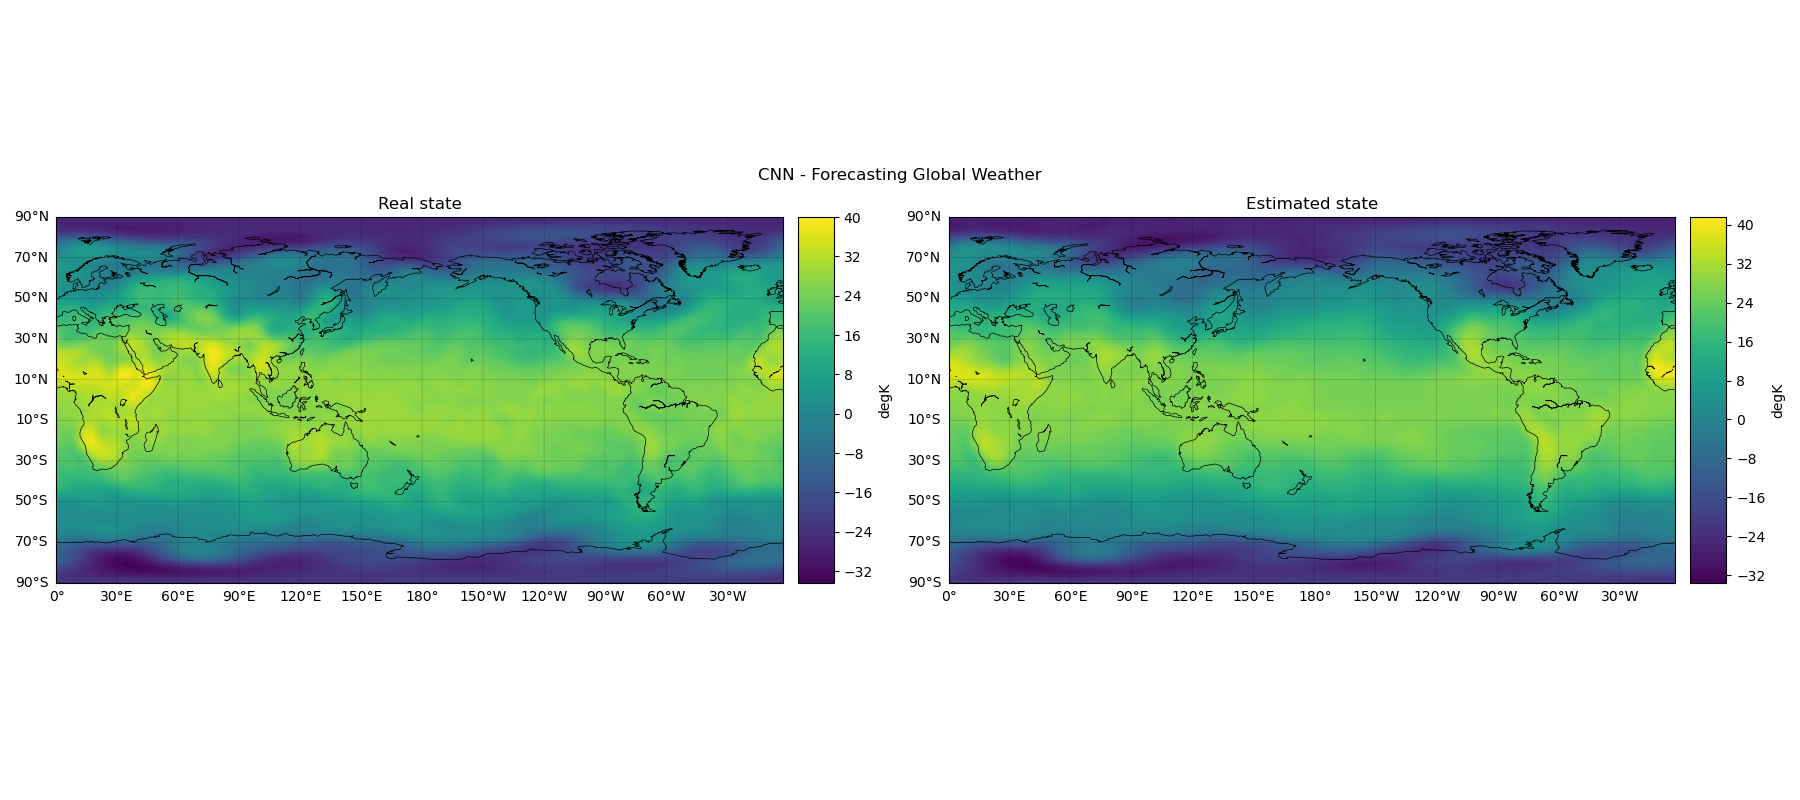 CNN - Forecasting Global Weather
Real state
90°N
70°N
50°N
30°N
10°N
10°S
30°S
50°S
70°S
90°S
0°
30°E
60°E
90°E
120°E
150°E
180°
150°W
120°W
90°W
60°W
30°W
40
32
24
16
8
0
−8
−16
−24
−32
degK
Estimated state
90°N
70°N
50°N
30°N
10°N
10°S
30°S
50°S
70°S
90°S
0°
30°E
60°E
90°E
120°E
150°E
180°
150°W
120°W
90°W
60°W
30°W
40
32
24
16
8
0
−8
−16
−24
−32
degK